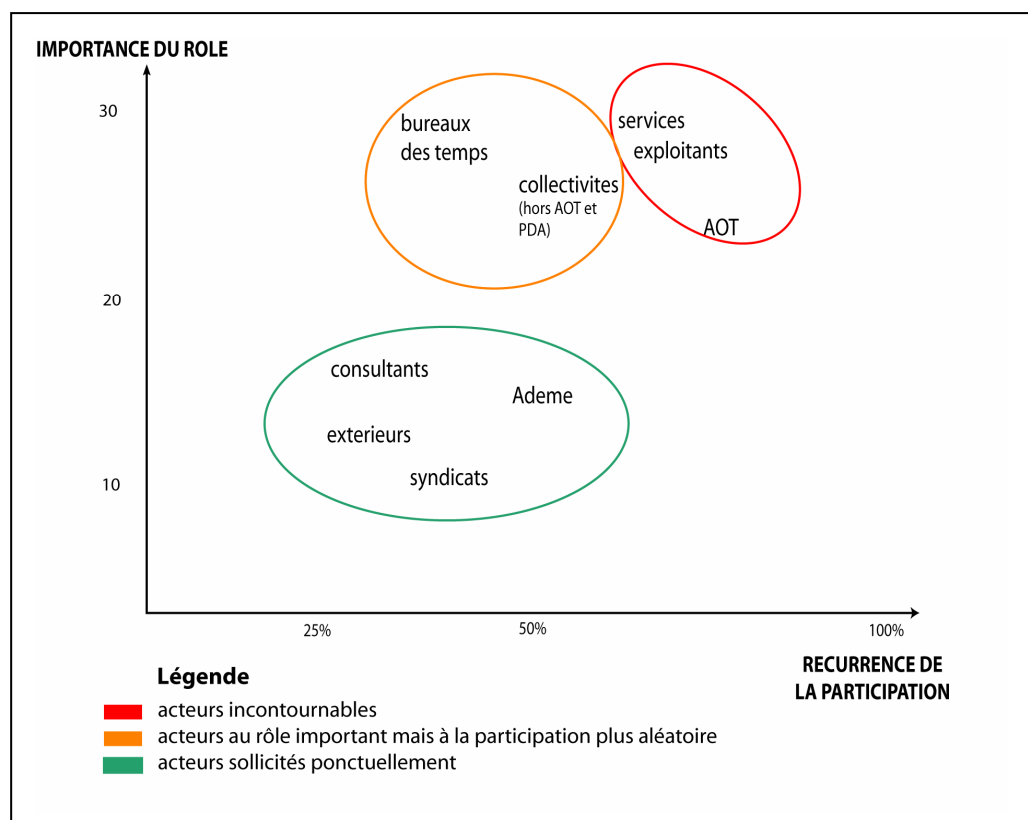 IMPORTANCE DU ROLE
30
bureaux
des temps
services
exploitants
collectivites
(hors AOT et
PDA)
AOT
20
consultants
Ademe
exterieurs
syndicats
10
25%
50%
100%
RECURRENCE DE
LA PARTICIPATION
Légende
acteurs incontournables
acteurs au rôle important mais à la participation plus aléatoire
acteurs sollicités ponctuellement